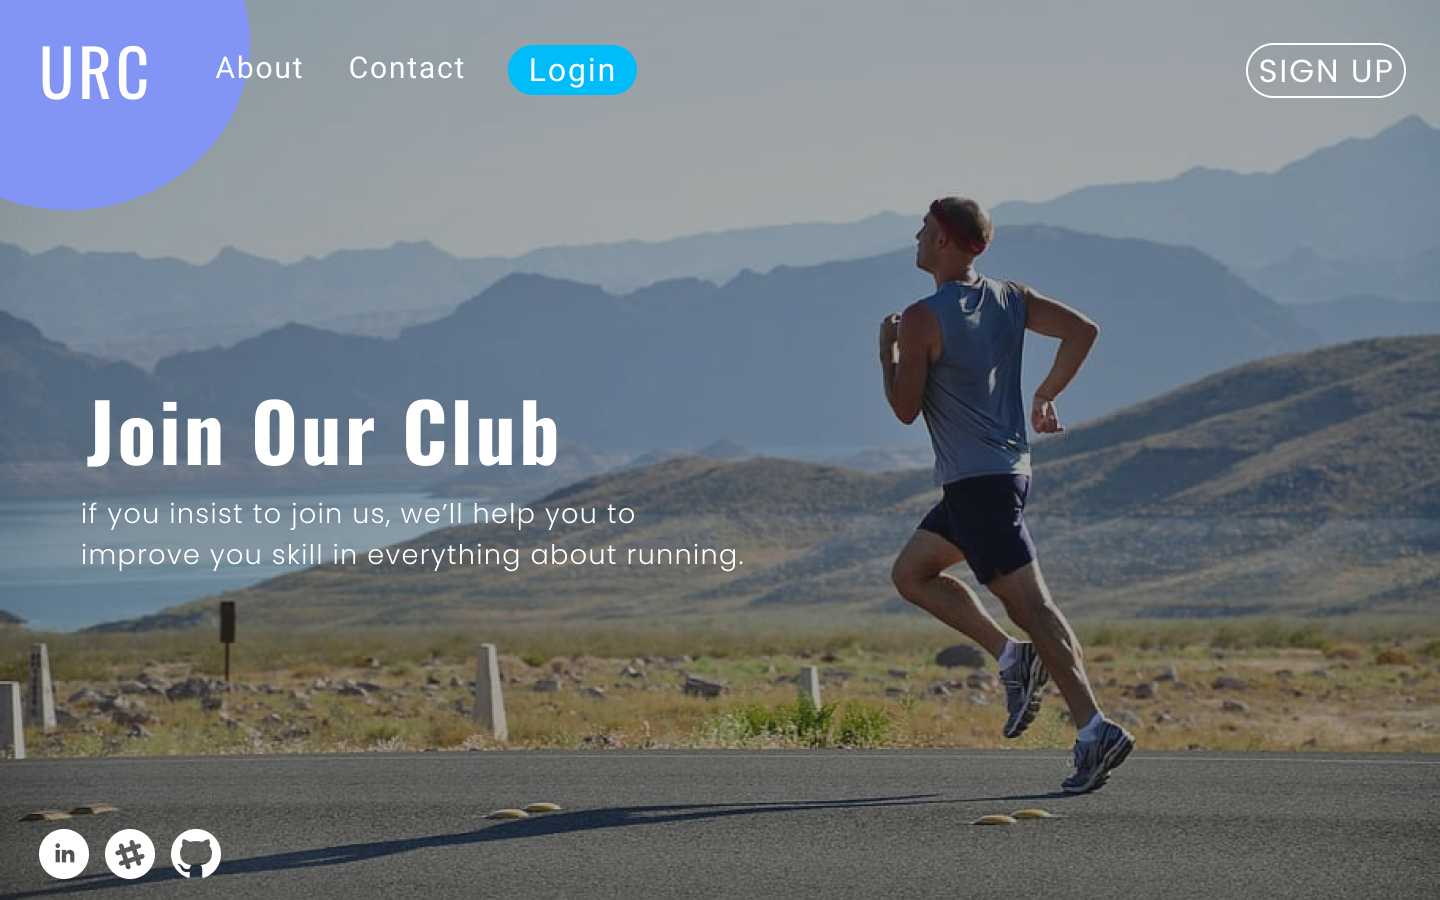 URC
About
Contact
Login
SIGN UP
Join Our Club
if you insist to join us, we’ll help you to
improve you skill in everything about running.
in